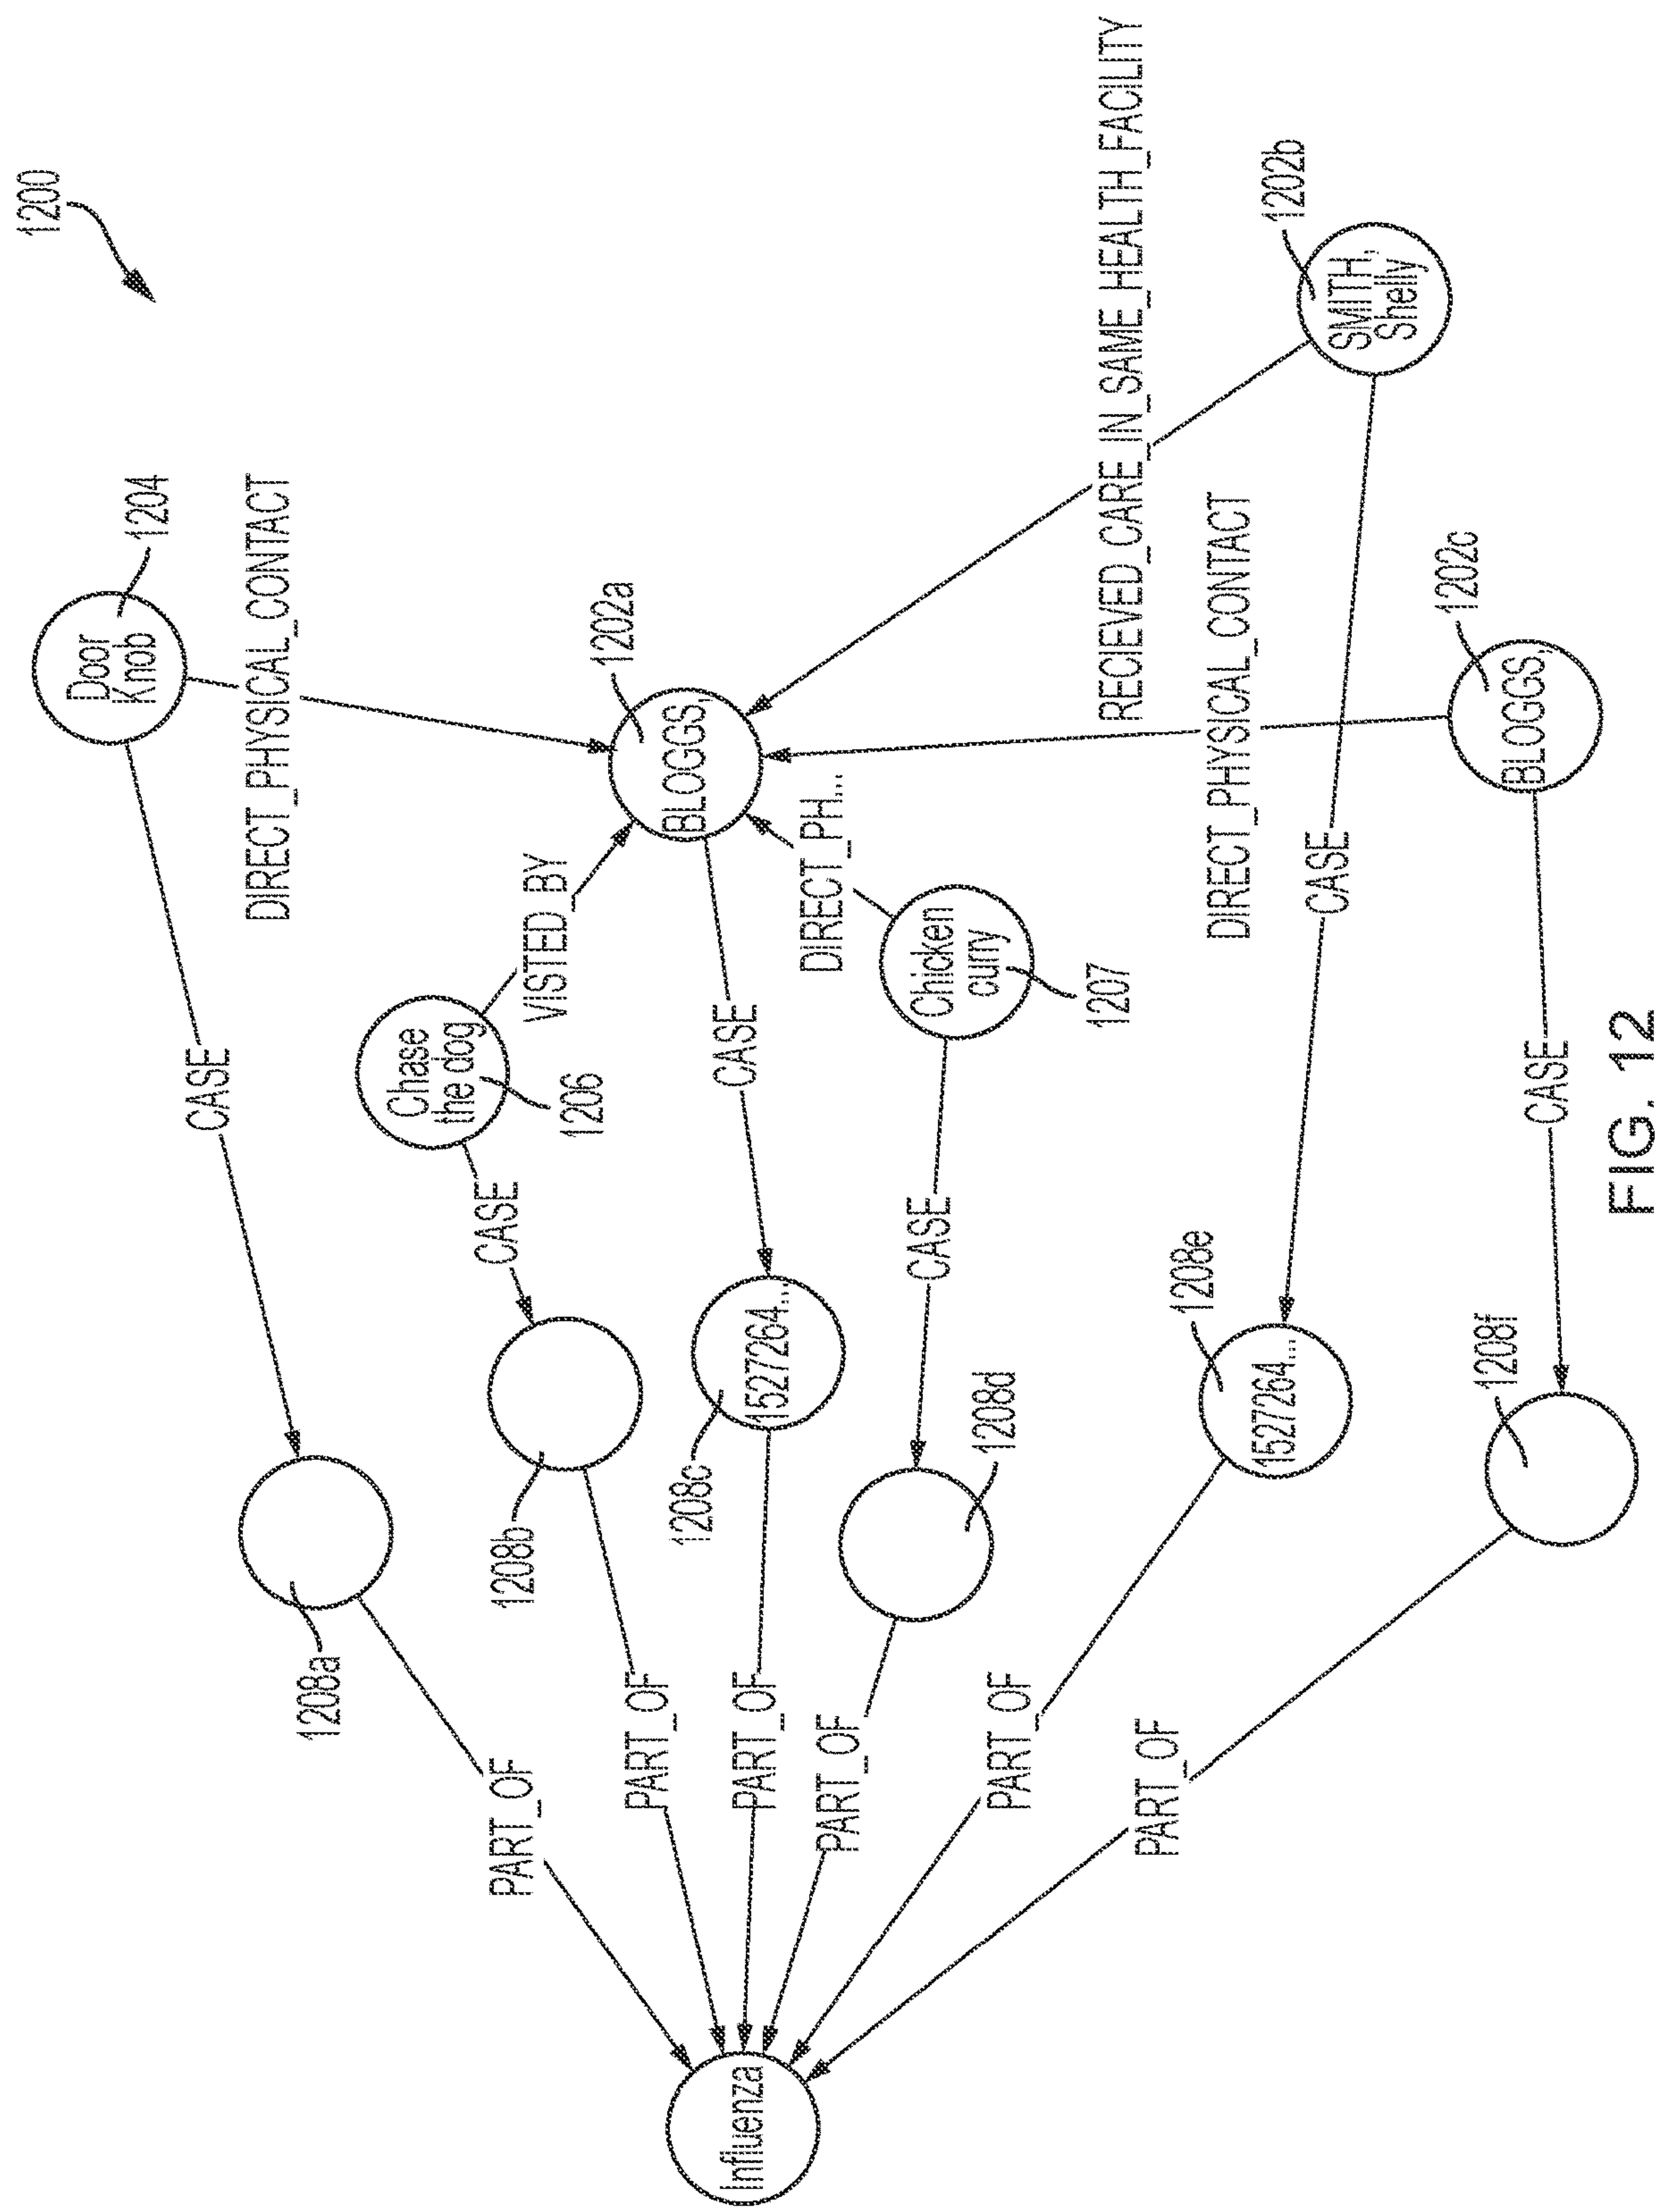 1200
Door
Knob
1204
DIRECT_PHYSICAL_CONTACT
CASE
1208a
PART_OF
Chase
the dog
1206
VISTED_BY
CASE
1208b
PART_OF
BLOGGS,
1202a
CASE
1527264...
1208c
PART_OF
Influenza
Chicken
curry
1207
DIRECT_PH...
CASE
1208d
PART_OF
RECIEVED_CARE_IN_SAME_HEALTH_FACILITY
SMITH,
Shelly
1202b
CASE
1527264...
1208e
PART_OF
DIRECT_PHYSICAL_CONTACT
BLOGGS,
1202c
CASE
1208f
PART_OF
FIG. 12